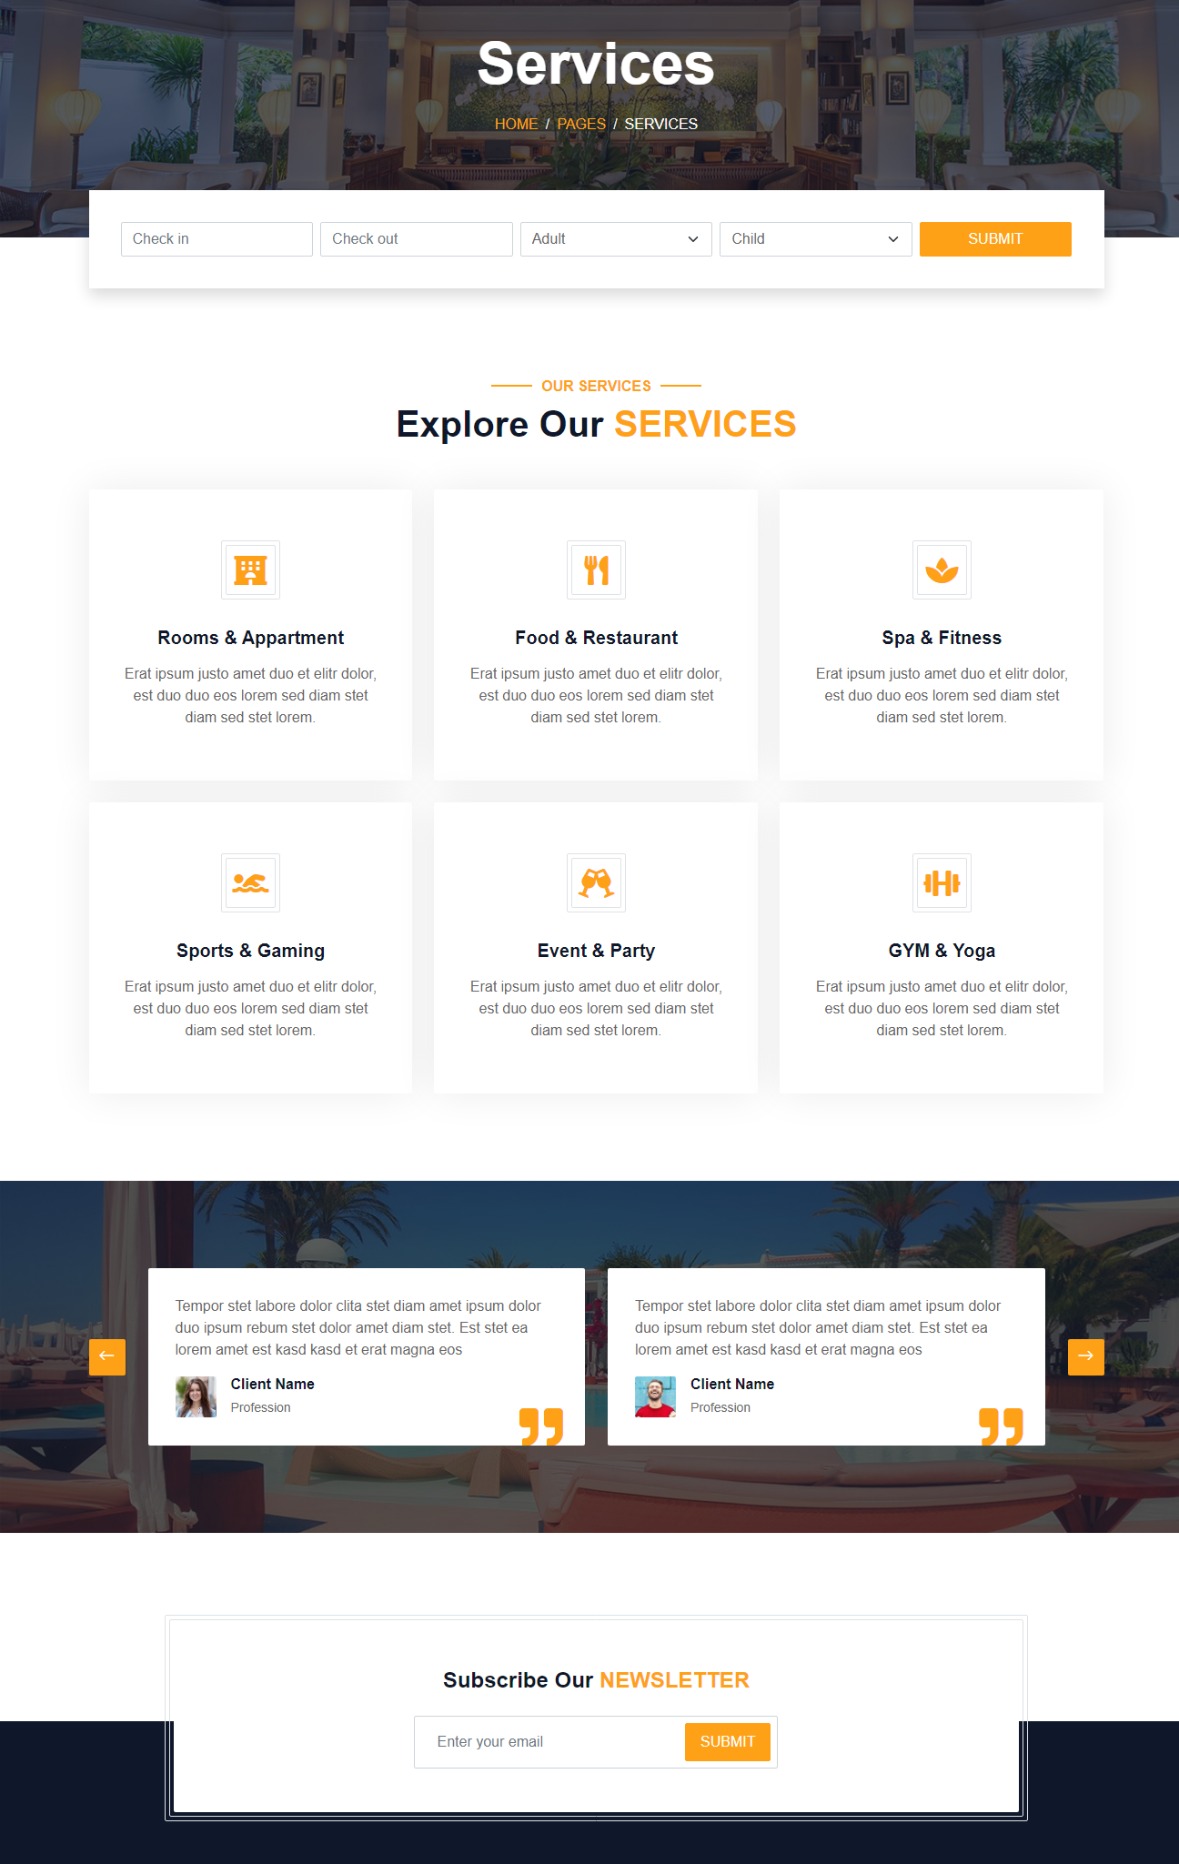 Services
HOME / PAGES / SERVICES
Check in
Check out
Adult
Child
SUBMIT
OUR SERVICES
Explore Our SERVICES
Rooms & Appartment
Erat ipsum justo amet duo et elitr dolor,
est duo duo eos lorem sed diam stet
diam sed stet lorem.
Food & Restaurant
Erat ipsum justo amet duo et elitr dolor,
est duo duo eos lorem sed diam stet
diam sed stet lorem.
Spa & Fitness
Erat ipsum justo amet duo et elitr dolor,
est duo duo eos lorem sed diam stet
diam sed stet lorem.
Sports & Gaming
Erat ipsum justo amet duo et elitr dolor,
est duo duo eos lorem sed diam stet
diam sed stet lorem.
Event & Party
Erat ipsum justo amet duo et elitr dolor,
est duo duo eos lorem sed diam stet
diam sed stet lorem.
GYM & Yoga
Erat ipsum justo amet duo et elitr dolor,
est duo duo eos lorem sed diam stet
diam sed stet lorem.
Tempor stet labore dolor clita stet diam amet ipsum dolor
duo ipsum rebum stet dolor amet diam stet. Est stet ea
lorem amet est kasd kasd et erat magna eos
Client Name
Profession
Tempor stet labore dolor clita stet diam amet ipsum dolor
duo ipsum rebum stet dolor amet diam stet. Est stet ea
lorem amet est kasd kasd et erat magna eos
Client Name
Profession
Subscribe Our NEWSLETTER
Enter your email
SUBMIT